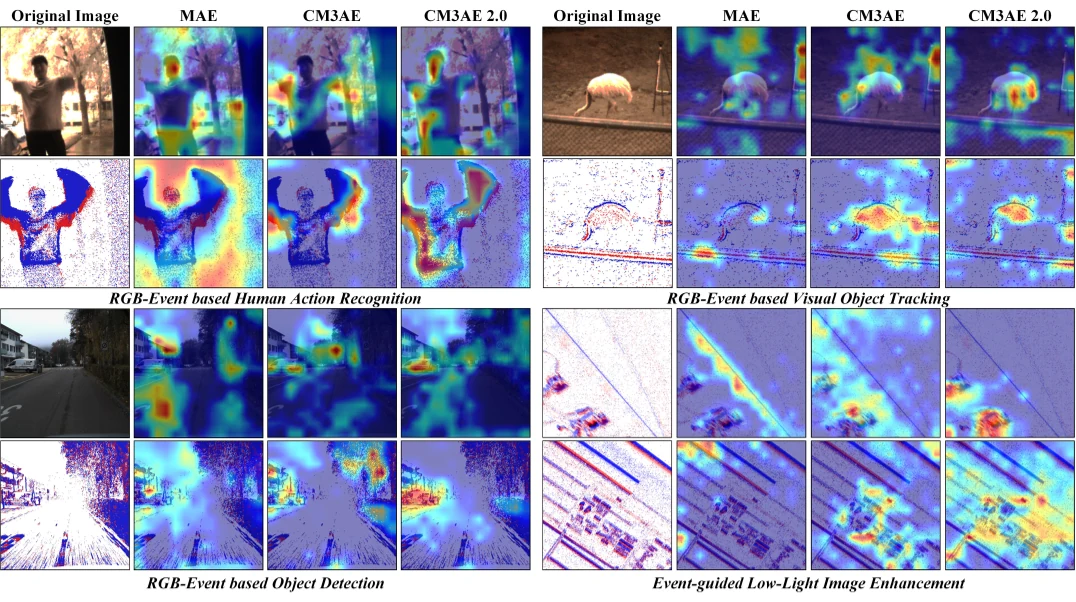 Original Image MAE CM3AE CM3AE 2.0 Original Image MAE CM3AE CM3AE 2.0
RGB-Event based Human Action Recognition RGB-Event based Visual Object Tracking
RGB-Event based Object Detection Event-guided Low-Light Image Enhancement